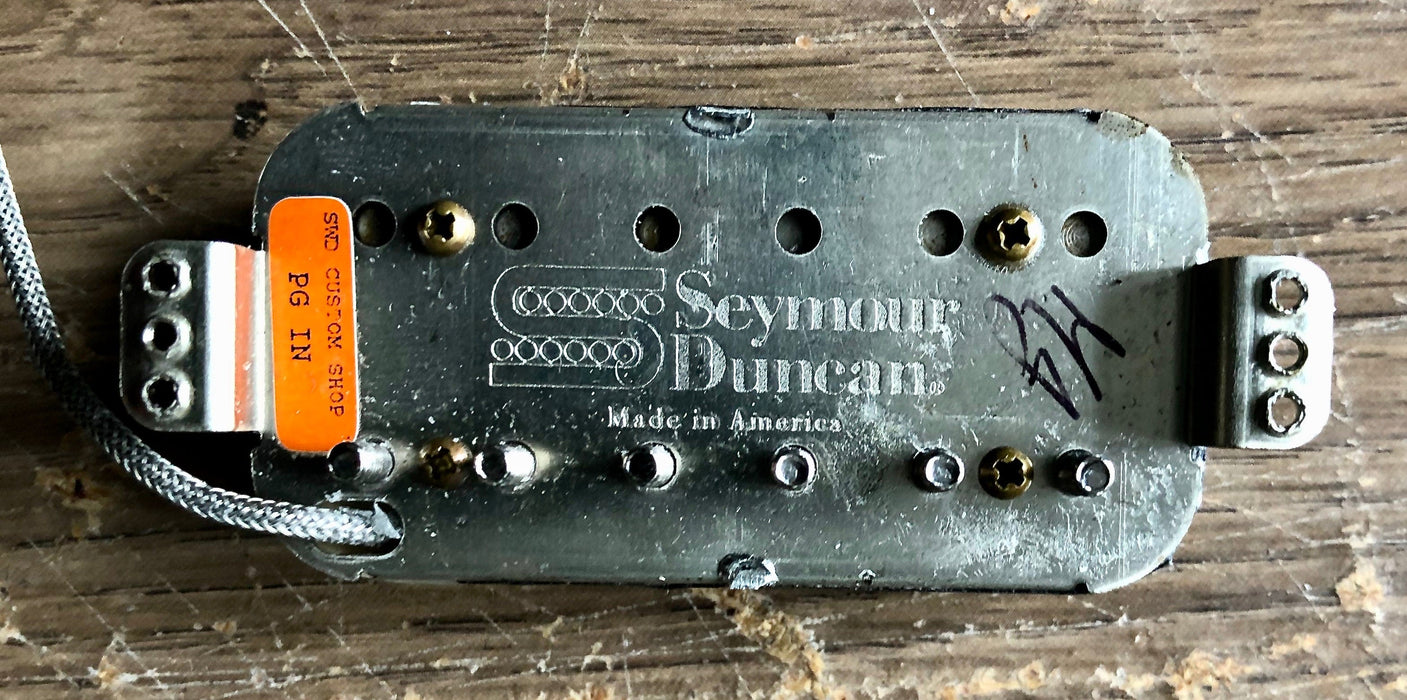 SWD CUSTOM SHOP
PG IN
Seymour
Duncan
Made in America